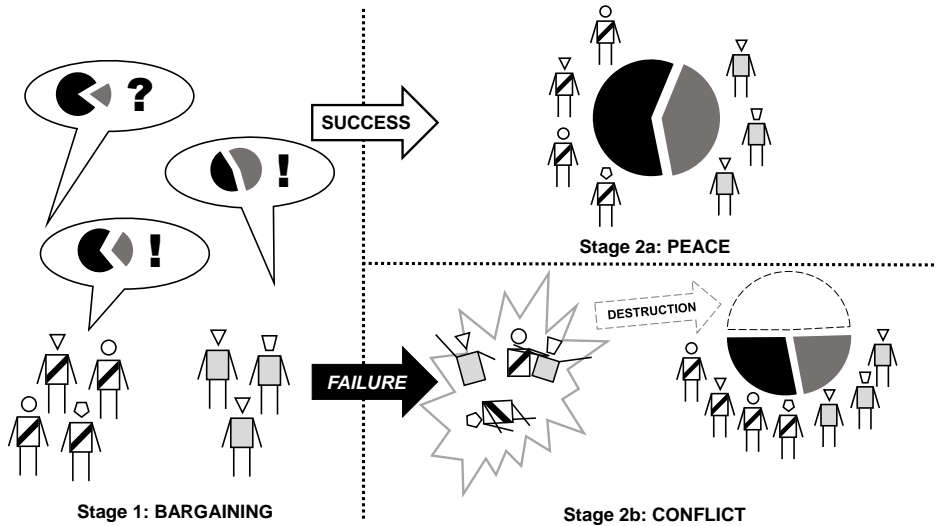 ?
!
!
SUCCESS
Stage 2a: PEACE
DESTRUCTION
FAILURE
Stage 1: BARGAINING
Stage 2b: CONFLICT